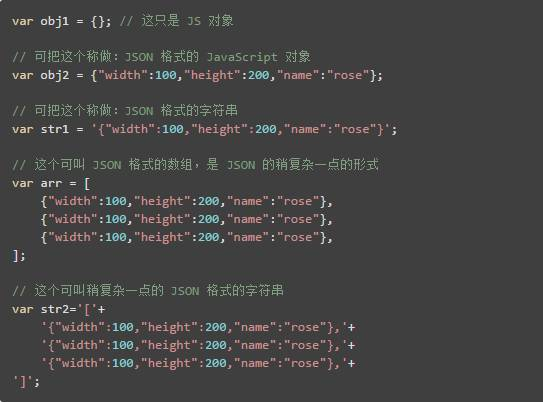 var obj1 = {}; // 这只是 JS 对象
// 可把这个称做：JSON 格式的 JavaScript 对象
var obj2 = {"width":100,"height":200,"name":"rose"};
// 可把这个称做：JSON 格式的字符串
var str1 = '{"width":100,"height":200,"name":"rose"}';
// 这个可叫 JSON 格式的数组，是 JSON 的稍复杂一点的形式
var arr = [
    {"width":100,"height":200,"name":"rose"},
    {"width":100,"height":200,"name":"rose"},
    {"width":100,"height":200,"name":"rose"},
];
// 这个可叫稍复杂一点的 JSON 格式的字符串
var str2='['+
    '{"width":100,"height":200,"name":"rose"},'+
    '{"width":100,"height":200,"name":"rose"},'+
    '{"width":100,"height":200,"name":"rose"},'+
']';